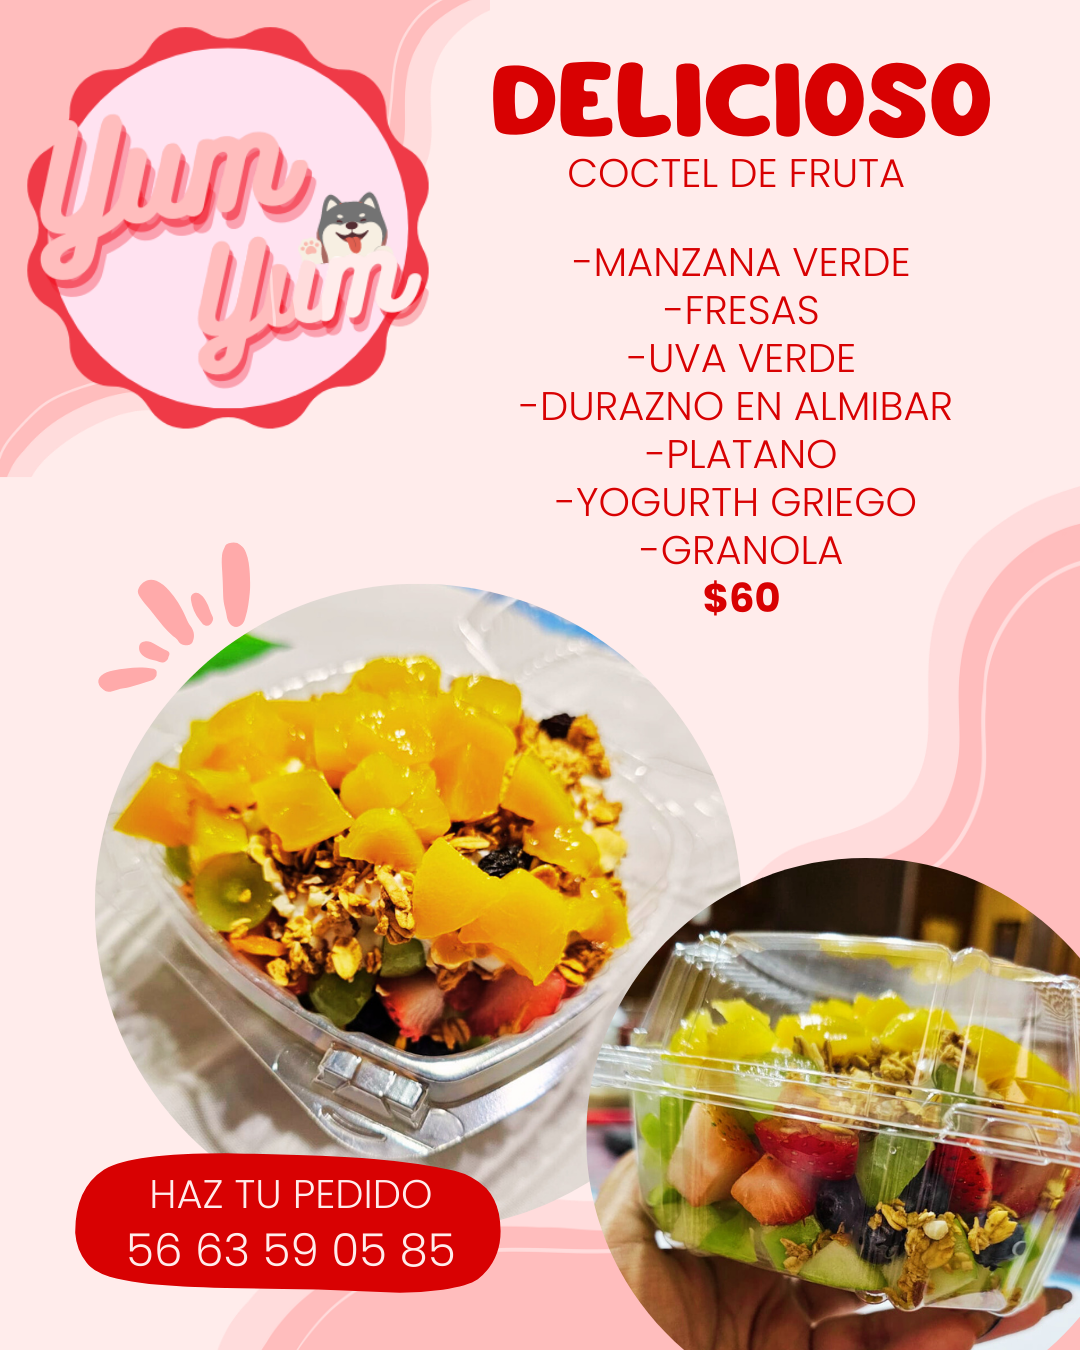 Yum
Yum
DELICIOSO
COCTEL DE FRUTA
-MANZANA VERDE
-FRESAS
-UVA VERDE
-DURAZNO EN ALMIBAR
-PLATANO
-YOGURTH GRIEGO
-GRANOLA
$60
HAZ TU PEDIDO
56 63 59 05 85